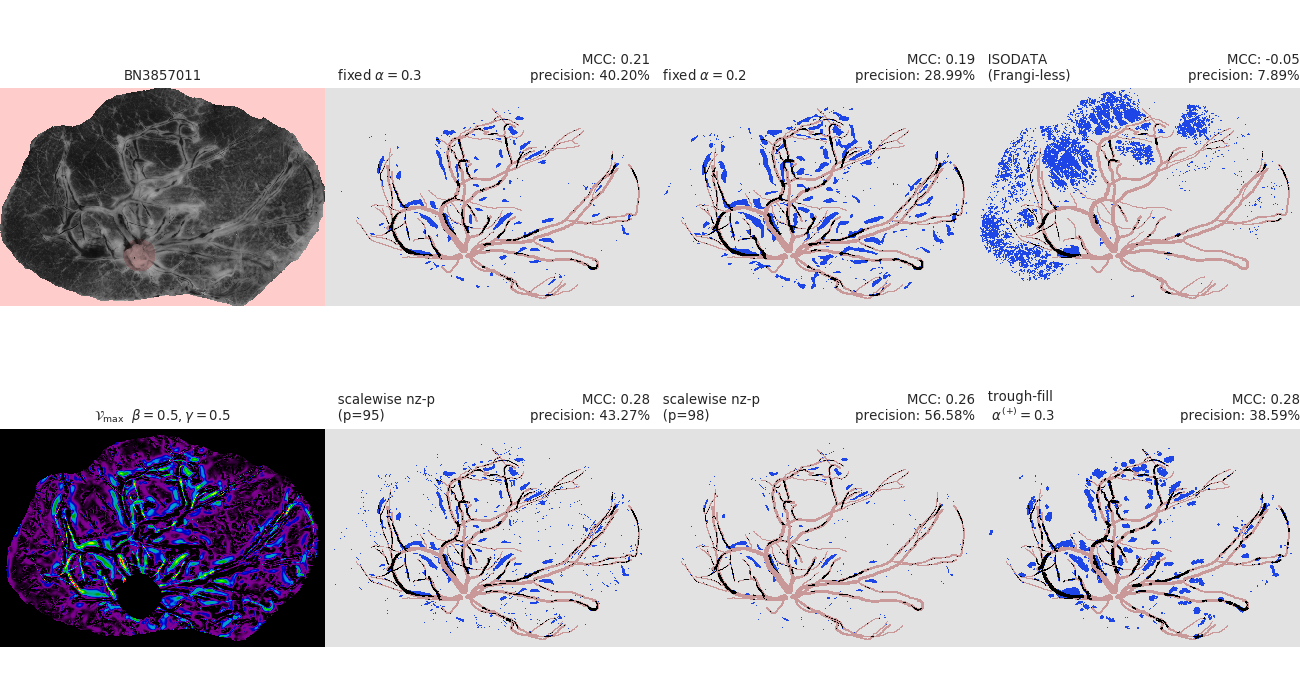 BN3857011
fixed α = 0.3
MCC: 0.21
precision: 40.20%
fixed α = 0.2
MCC: 0.19
precision: 28.99%
ISODATA
(Frangi-less)
MCC: -0.05
precision: 7.89%
𝒱max β = 0.5, γ = 0.5
scalewise nz-p
(p=95)
MCC: 0.28
precision: 43.27%
scalewise nz-p
(p=98)
MCC: 0.26
precision: 56.58%
trough-fill
α(+) = 0.3
MCC: 0.28
precision: 38.59%